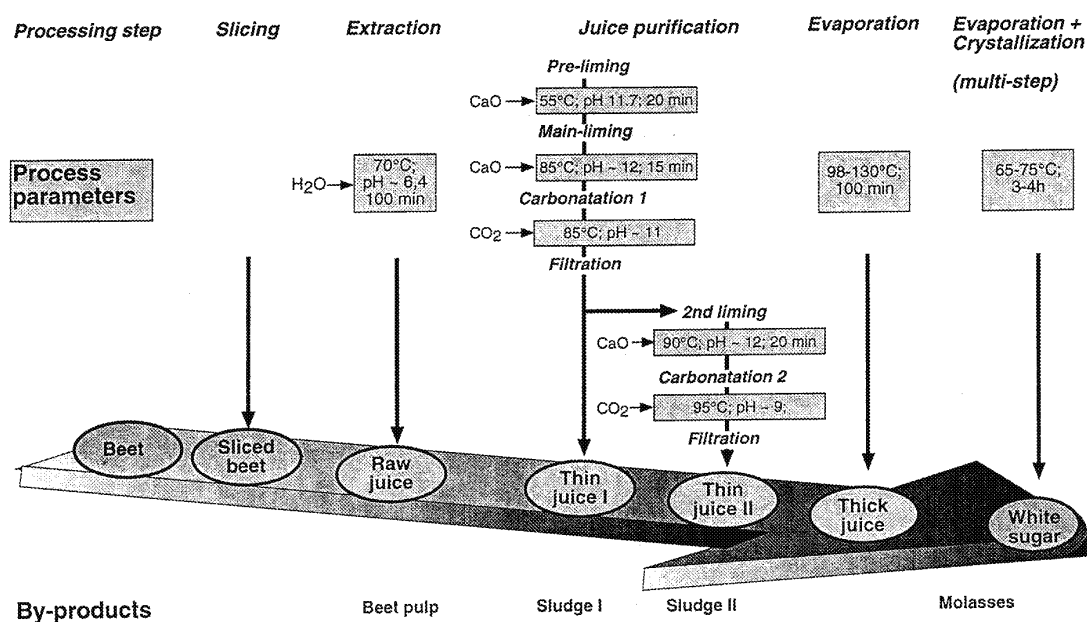 Processing step
Slicing
Extraction
Juice purification
Evaporation
Evaporation +
Crystallization
(multi-step)
Pre-liming
CaO
55°C; pH 11.7; 20 min
Main-liming
CaO
85°C; pH ~ 12; 15 min
Carbonatation 1
CO2
85°C; pH ~ 11
Filtration
Process
parameters
H2O
70°C;
pH ~ 6,4
100 min
98-130°C;
100 min
65-75°C;
3-4h
2nd liming
CaO
90°C; pH ~ 12; 20 min
Carbonatation 2
CO2
95°C; pH ~ 9;
Filtration
Beet
Sliced
beet
Raw
juice
Thin
juice I
Thin
juice II
Thick
juice
White
sugar
By-products
Beet pulp
Sludge I
Sludge II
Molasses